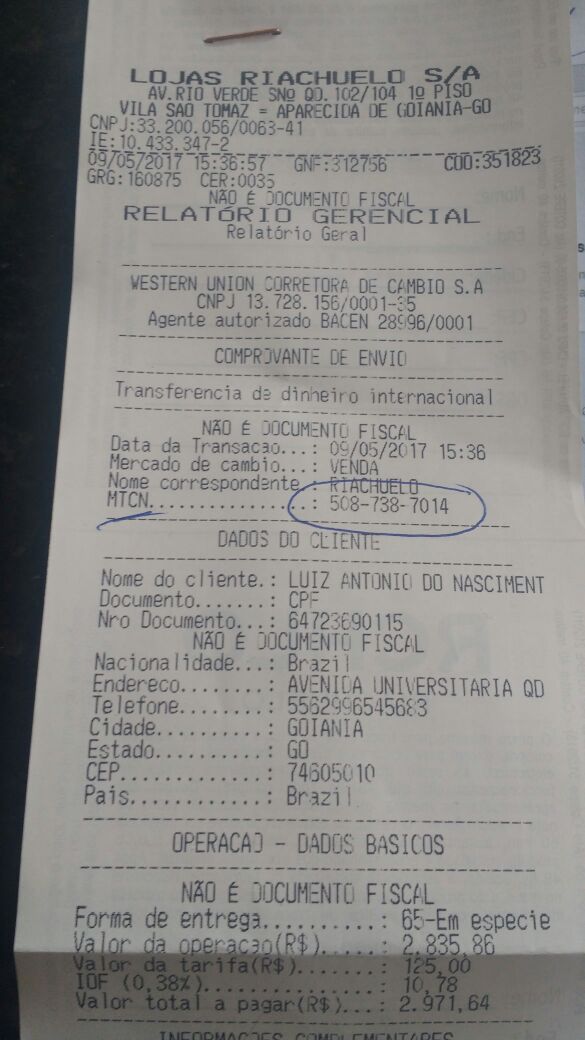 LOJAS RIACHUELO S/A
AV.RIO VERDE SNº QD.102/104 1º PISO
VILA SAO TOMAZ = APARECIDA DE GOIANIA-GO
CNPJ:33.200.056/0063-41
IE:10.433.347-2
09/05/2017 15:36:57 GNF:312756 COO:351823
GRG:160875 CER:0035
NÃO É DOCUMENTO FISCAL
RELATÓRIO GERENCIAL
Relatório Geral
WESTERN UNION CORRETORA DE CAMBIO S.A
CNPJ 13.728.156/0001-35
Agente autorizado BACEN 28996/0001
COMPROVANTE DE ENVIO
Transferencia de dinheiro internacional
NÃO É DOCUMENTO FISCAL
Data da Transacao...: 09/05/2017 15:36
Mercado de cambio...: VENDA
Nome correspondente.: RIACHUELO
MTCN................: 508-738-7014
DADOS DO CLIENTE
Nome do cliente.: LUIZ ANTONIO DO NASCIMENT
Documento.......: CPF
Nro Documento...: 64723690115
NÃO É DOCUMENTO FISCAL
Nacionalidade...: Brazil
Endereco........: AVENIDA UNIVERSITARIA QD
Telefone........: 5562996545683
Cidade..........: GOIANIA
Estado..........: GO
CEP.............: 74605010
Pais............: Brazil
OPERACAO - DADOS BASICOS
NÃO É DOCUMENTO FISCAL
Forma de entrega..........: 65-Em especie
Valor da operacao(R$).....: 2.835,86
Valor da tarifa(R$).......: 125,00
IOF (0,38%)...............: 10,78
Valor total a pagar(R$)...: 2.971,64
INFORMACOES COMPLEMENTARES